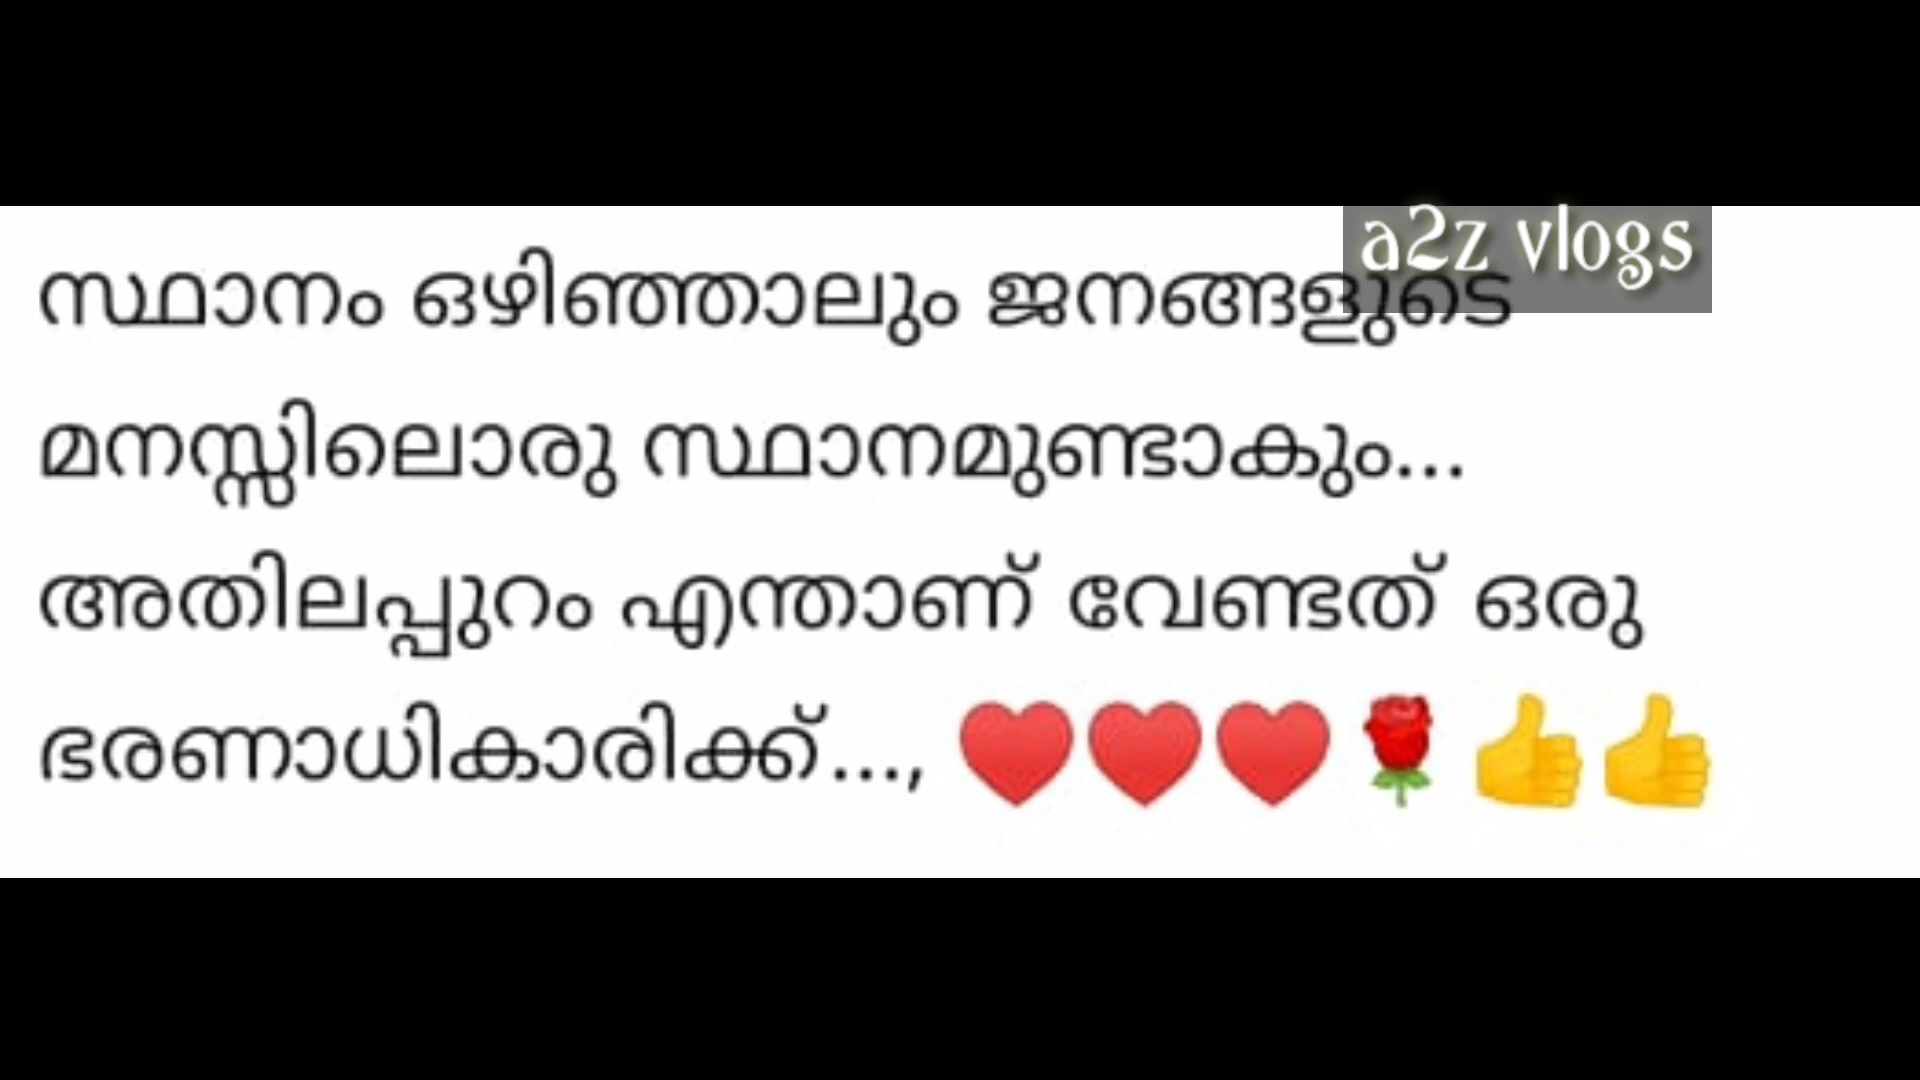 a2z vlogs
സ്ഥാനം ഒഴിഞ്ഞാലും ജനങ്ങളുടെ
മനസ്സിലൊരു സ്ഥാനമുണ്ടാകും...
അതിലപ്പുറം എന്താണ് വേണ്ടത് ഒരു
ഭരണാധികാരിക്ക്..., ♥️♥️♥️🌹👍👍